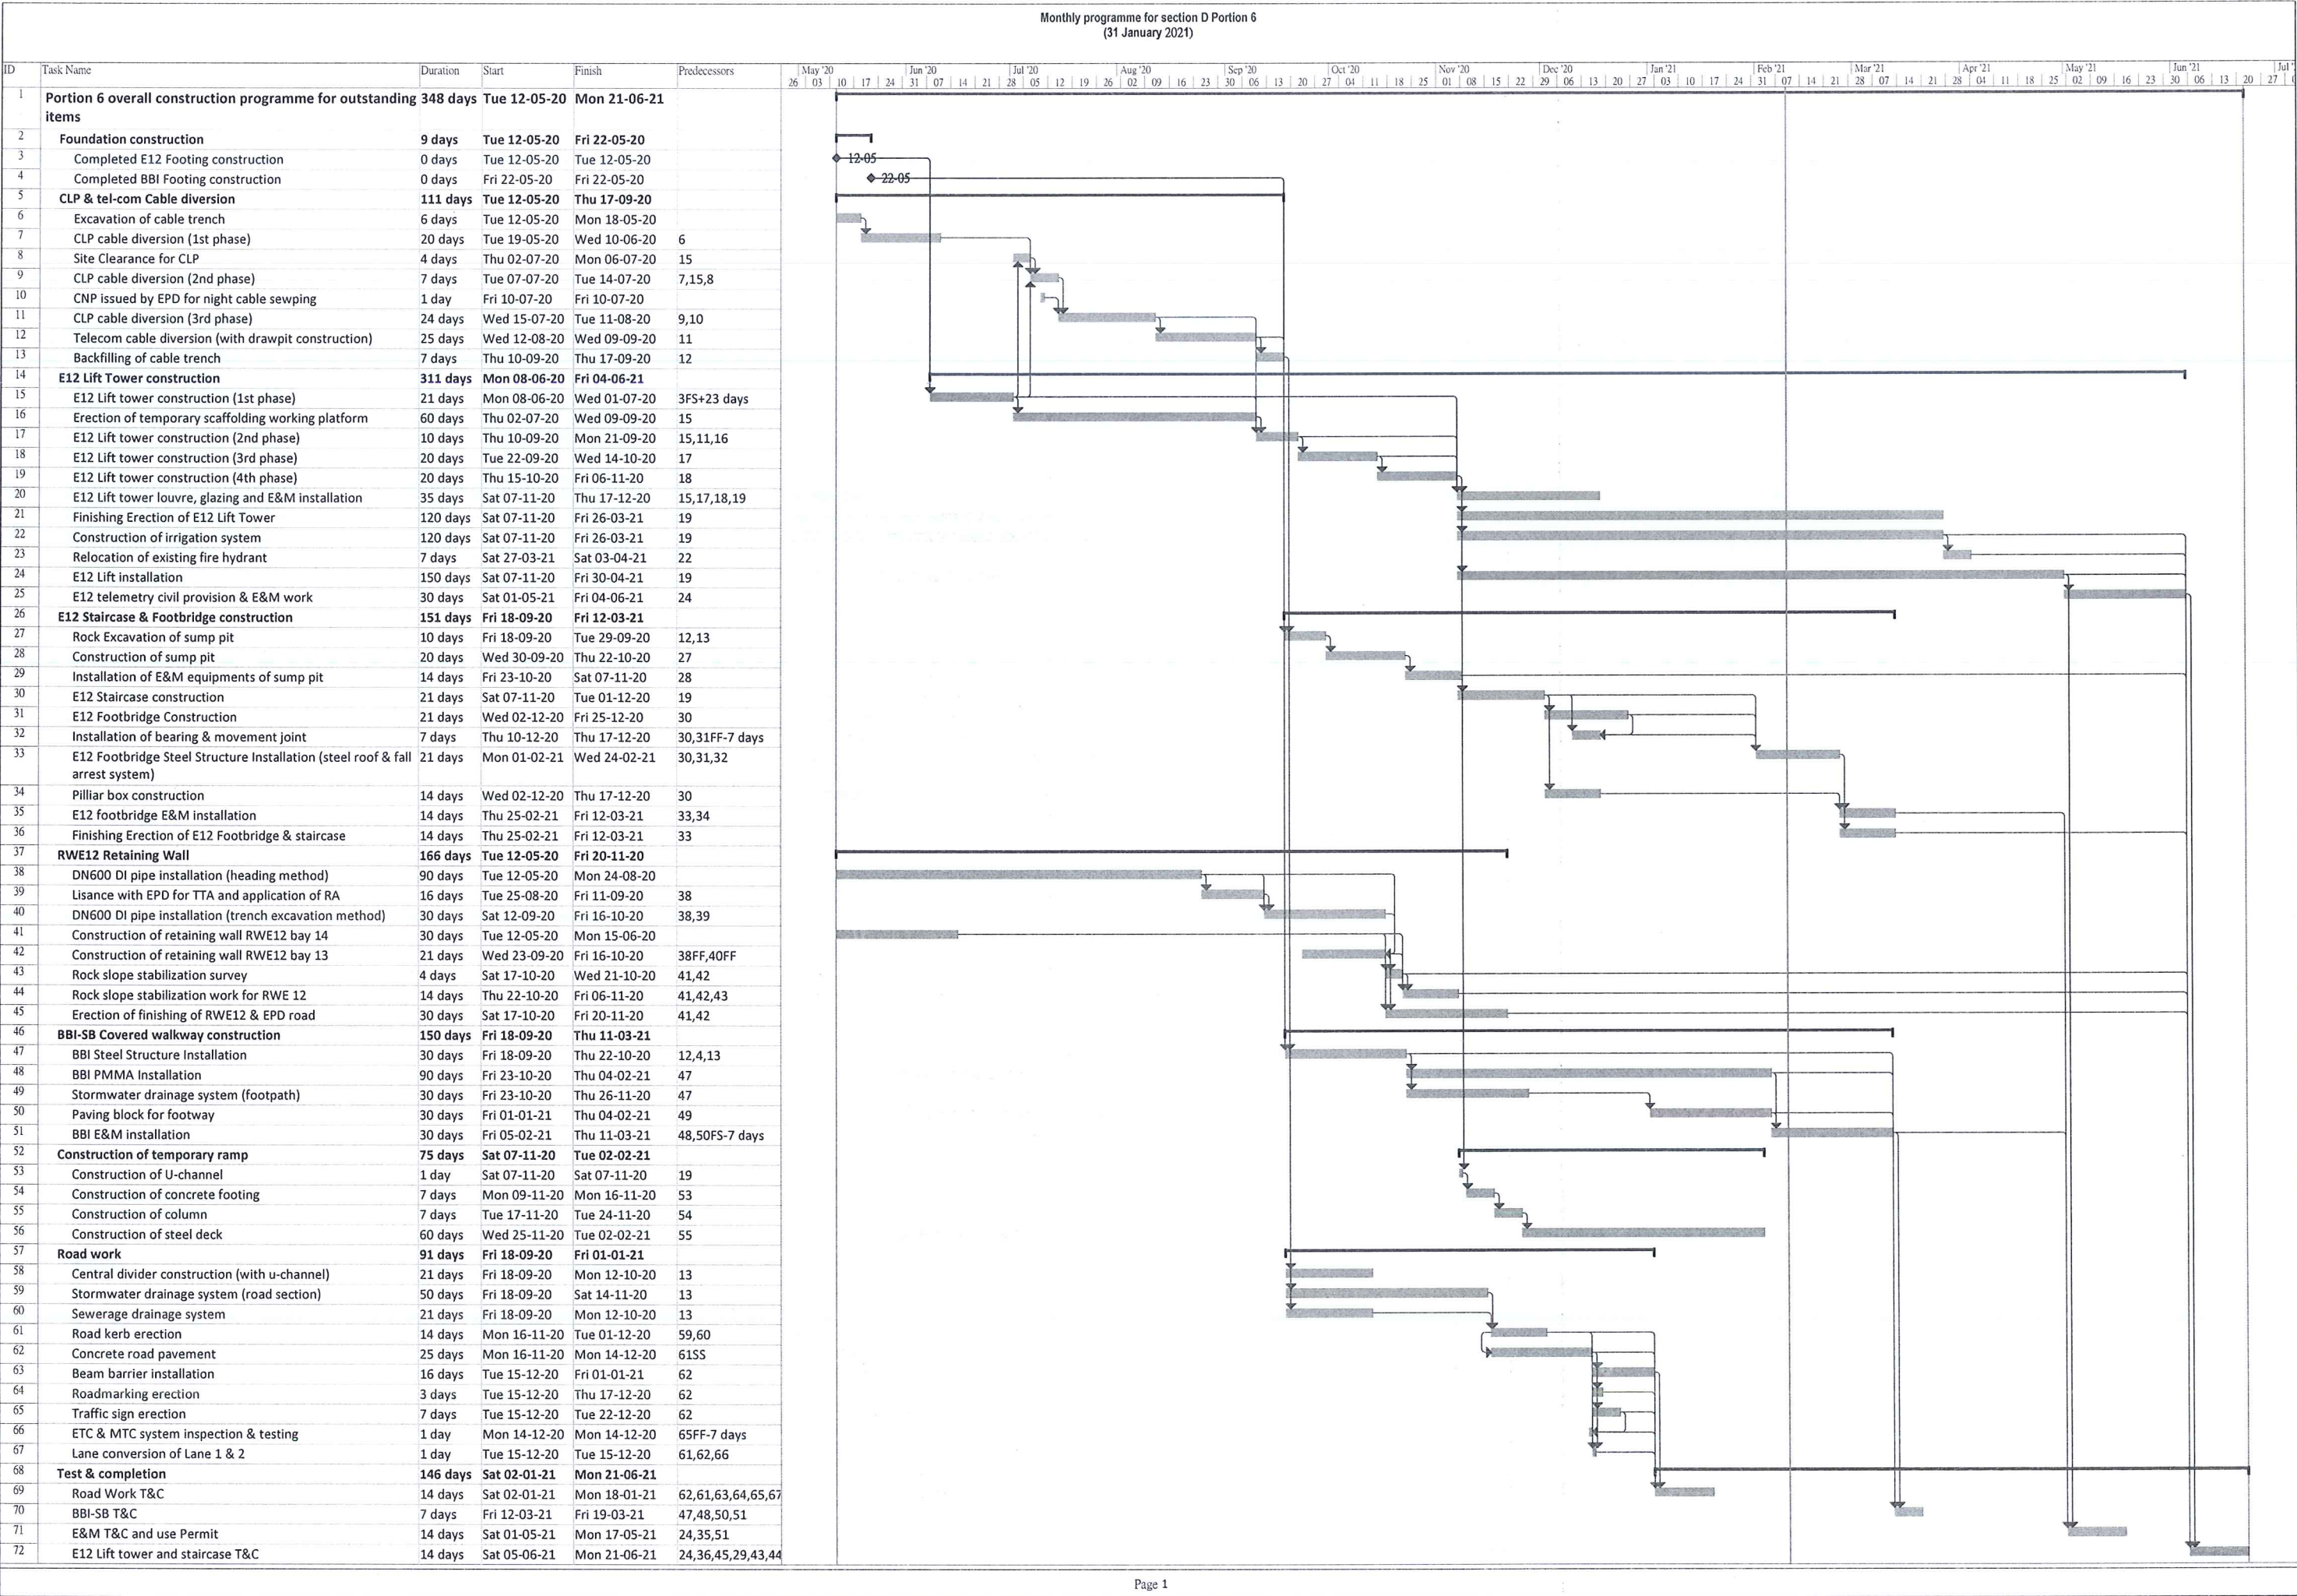 Monthly programme for section D Portion 6
(31 January 2021)
ID Task Name Duration Start Finish Predecessors May '20 Jun '20 Jul '20 Aug '20 Sep '20 Oct '20 Nov '20 Dec '20 Jan '21 Feb '21 Mar '21 Apr '21 May '21 Jun '21 Jul '
26 03 10 17 24 31 07 14 21 28 05 12 19 26 02 09 16 23 30 06 13 20 27 04 11 18 25 01 08 15 22 29 06 13 20 27 03 10 17 24 31 07 14 21 28 07 14 21 28 04 11 18 25 02 09 16 23 30 06 13 20 27
1 Portion 6 overall construction programme for outstanding 348 days Tue 12-05-20 Mon 21-06-21
items
2 Foundation construction 9 days Tue 12-05-20 Fri 22-05-20
3 Completed E12 Footing construction 0 days Tue 12-05-20 Tue 12-05-20 12-05
4 Completed BBI Footing construction 0 days Fri 22-05-20 Fri 22-05-20 22-05
5 CLP & tel-com Cable diversion 111 days Tue 12-05-20 Thu 17-09-20
6 Excavation of cable trench 6 days Tue 12-05-20 Mon 18-05-20
7 CLP cable diversion (1st phase) 20 days Tue 19-05-20 Wed 10-06-20 6
8 Site Clearance for CLP 4 days Thu 02-07-20 Mon 06-07-20 15
9 CLP cable diversion (2nd phase) 7 days Tue 07-07-20 Tue 14-07-20 7,15,8
10 CNP issued by EPD for night cable sewping 1 day Fri 10-07-20 Fri 10-07-20
11 CLP cable diversion (3rd phase) 24 days Wed 15-07-20 Tue 11-08-20 9,10
12 Telecom cable diversion (with drawpit construction) 25 days Wed 12-08-20 Wed 09-09-20 11
13 Backfilling of cable trench 7 days Thu 10-09-20 Thu 17-09-20 12
14 E12 Lift Tower construction 311 days Mon 08-06-20 Fri 04-06-21
15 E12 Lift tower construction (1st phase) 21 days Mon 08-06-20 Wed 01-07-20 3FS+23 days
16 Erection of temporary scaffolding working platform 60 days Thu 02-07-20 Wed 09-09-20 15
17 E12 Lift tower construction (2nd phase) 10 days Thu 10-09-20 Mon 21-09-20 15,11,16
18 E12 Lift tower construction (3rd phase) 20 days Tue 22-09-20 Wed 14-10-20 17
19 E12 Lift tower construction (4th phase) 20 days Thu 15-10-20 Fri 06-11-20 18
20 E12 Lift tower louvre, glazing and E&M installation 35 days Sat 07-11-20 Thu 17-12-20 15,17,18,19
21 Finishing Erection of E12 Lift Tower 120 days Sat 07-11-20 Fri 26-03-21 19
22 Construction of irrigation system 120 days Sat 07-11-20 Fri 26-03-21 19
23 Relocation of existing fire hydrant 7 days Sat 27-03-21 Sat 03-04-21 22
24 E12 Lift installation 150 days Sat 07-11-20 Fri 30-04-21 19
25 E12 telemetry civil provision & E&M work 30 days Sat 01-05-21 Fri 04-06-21 24
26 E12 Staircase & Footbridge construction 151 days Fri 18-09-20 Fri 12-03-21
27 Rock Excavation of sump pit 10 days Fri 18-09-20 Tue 29-09-20 12,13
28 Construction of sump pit 20 days Wed 30-09-20 Thu 22-10-20 27
29 Installation of E&M equipments of sump pit 14 days Fri 23-10-20 Sat 07-11-20 28
30 E12 Staircase construction 21 days Sat 07-11-20 Tue 01-12-20 19
31 E12 Footbridge Construction 21 days Wed 02-12-20 Fri 25-12-20 30
32 Installation of bearing & movement joint 7 days Thu 10-12-20 Thu 17-12-20 30,31FF-7 days
33 E12 Footbridge Steel Structure Installation (steel roof & fall 21 days Mon 01-02-21 Wed 24-02-21 30,31,32
arrest system)
34 Pilliar box construction 14 days Wed 02-12-20 Thu 17-12-20 30
35 E12 footbridge E&M installation 14 days Thu 25-02-21 Fri 12-03-21 33,34
36 Finishing Erection of E12 Footbridge & staircase 14 days Thu 25-02-21 Fri 12-03-21 33
37 RWE12 Retaining Wall 166 days Tue 12-05-20 Fri 20-11-20
38 DN600 DI pipe installation (heading method) 90 days Tue 12-05-20 Mon 24-08-20
39 Lisance with EPD for TTA and application of RA 16 days Tue 25-08-20 Fri 11-09-20 38
40 DN600 DI pipe installation (trench excavation method) 30 days Sat 12-09-20 Fri 16-10-20 38,39
41 Construction of retaining wall RWE12 bay 14 30 days Tue 12-05-20 Mon 15-06-20
42 Construction of retaining wall RWE12 bay 13 21 days Wed 23-09-20 Fri 16-10-20 38FF,40FF
43 Rock slope stabilization survey 4 days Sat 17-10-20 Wed 21-10-20 41,42
44 Rock slope stabilization work for RWE 12 14 days Thu 22-10-20 Fri 06-11-20 41,42,43
45 Erection of finishing of RWE12 & EPD road 30 days Sat 17-10-20 Fri 20-11-20 41,42
46 BBI-SB Covered walkway construction 150 days Fri 18-09-20 Thu 11-03-21
47 BBI Steel Structure Installation 30 days Fri 18-09-20 Thu 22-10-20 12,4,13
48 BBI PMMA Installation 90 days Fri 23-10-20 Thu 04-02-21 47
49 Stormwater drainage system (footpath) 30 days Fri 23-10-20 Thu 26-11-20 47
50 Paving block for footway 30 days Fri 01-01-21 Thu 04-02-21 49
51 BBI E&M installation 30 days Fri 05-02-21 Thu 11-03-21 48,50FS-7 days
52 Construction of temporary ramp 75 days Sat 07-11-20 Tue 02-02-21
53 Construction of U-channel 1 day Sat 07-11-20 Sat 07-11-20 19
54 Construction of concrete footing 7 days Mon 09-11-20 Mon 16-11-20 53
55 Construction of column 7 days Tue 17-11-20 Tue 24-11-20 54
56 Construction of steel deck 60 days Wed 25-11-20 Tue 02-02-21 55
57 Road work 91 days Fri 18-09-20 Fri 01-01-21
58 Central divider construction (with u-channel) 21 days Fri 18-09-20 Mon 12-10-20 13
59 Stormwater drainage system (road section) 50 days Fri 18-09-20 Sat 14-11-20 13
60 Sewerage drainage system 21 days Fri 18-09-20 Mon 12-10-20 13
61 Road kerb erection 14 days Mon 16-11-20 Tue 01-12-20 59,60
62 Concrete road pavement 25 days Mon 16-11-20 Mon 14-12-20 61SS
63 Beam barrier installation 16 days Tue 15-12-20 Fri 01-01-21 62
64 Roadmarking erection 3 days Tue 15-12-20 Thu 17-12-20 62
65 Traffic sign erection 7 days Tue 15-12-20 Tue 22-12-20 62
66 ETC & MTC system inspection & testing 1 day Mon 14-12-20 Mon 14-12-20 65FF-7 days
67 Lane conversion of Lane 1 & 2 1 day Tue 15-12-20 Tue 15-12-20 61,62,66
68 Test & completion 146 days Sat 02-01-21 Mon 21-06-21
69 Road Work T&C 14 days Sat 02-01-21 Mon 18-01-21 62,61,63,64,65,67
70 BBI-SB T&C 7 days Fri 12-03-21 Fri 19-03-21 47,48,50,51
71 E&M T&C and use Permit 14 days Sat 01-05-21 Mon 17-05-21 24,35,51
72 E12 Lift tower and staircase T&C 14 days Sat 05-06-21 Mon 21-06-21 24,36,45,29,43,44
Page 1